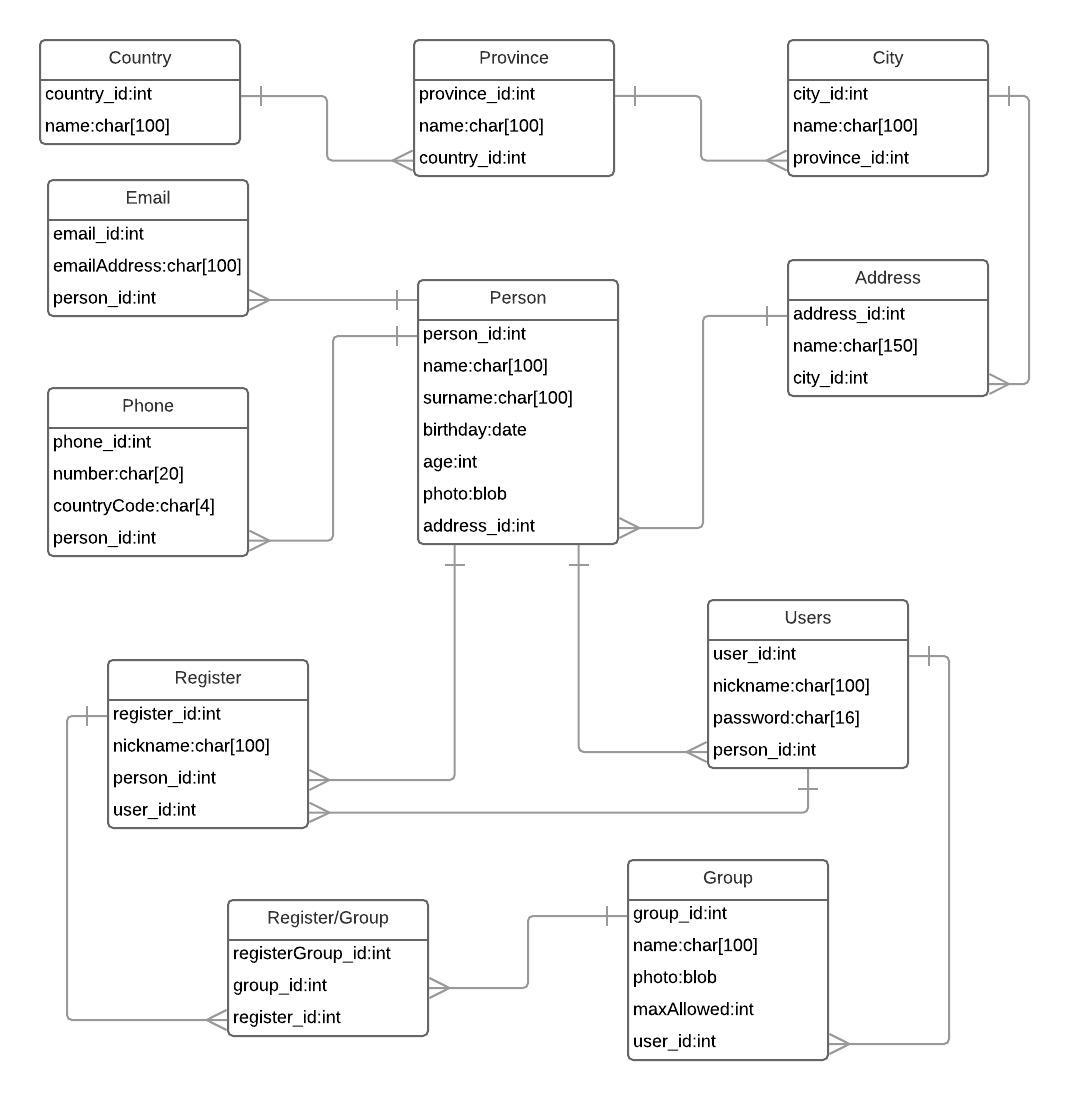 Country
country_id:int
name:char[100]
Province
province_id:int
name:char[100]
country_id:int
City
city_id:int
name:char[100]
province_id:int
Email
email_id:int
emailAddress:char[100]
person_id:int
Person
person_id:int
name:char[100]
surname:char[100]
birthday:date
age:int
photo:blob
address_id:int
Address
address_id:int
name:char[150]
city_id:int
Phone
phone_id:int
number:char[20]
countryCode:char[4]
person_id:int
Users
user_id:int
nickname:char[100]
password:char[16]
person_id:int
Register
register_id:int
nickname:char[100]
person_id:int
user_id:int
Register/Group
registerGroup_id:int
group_id:int
register_id:int
Group
group_id:int
name:char[100]
photo:blob
maxAllowed:int
user_id:int